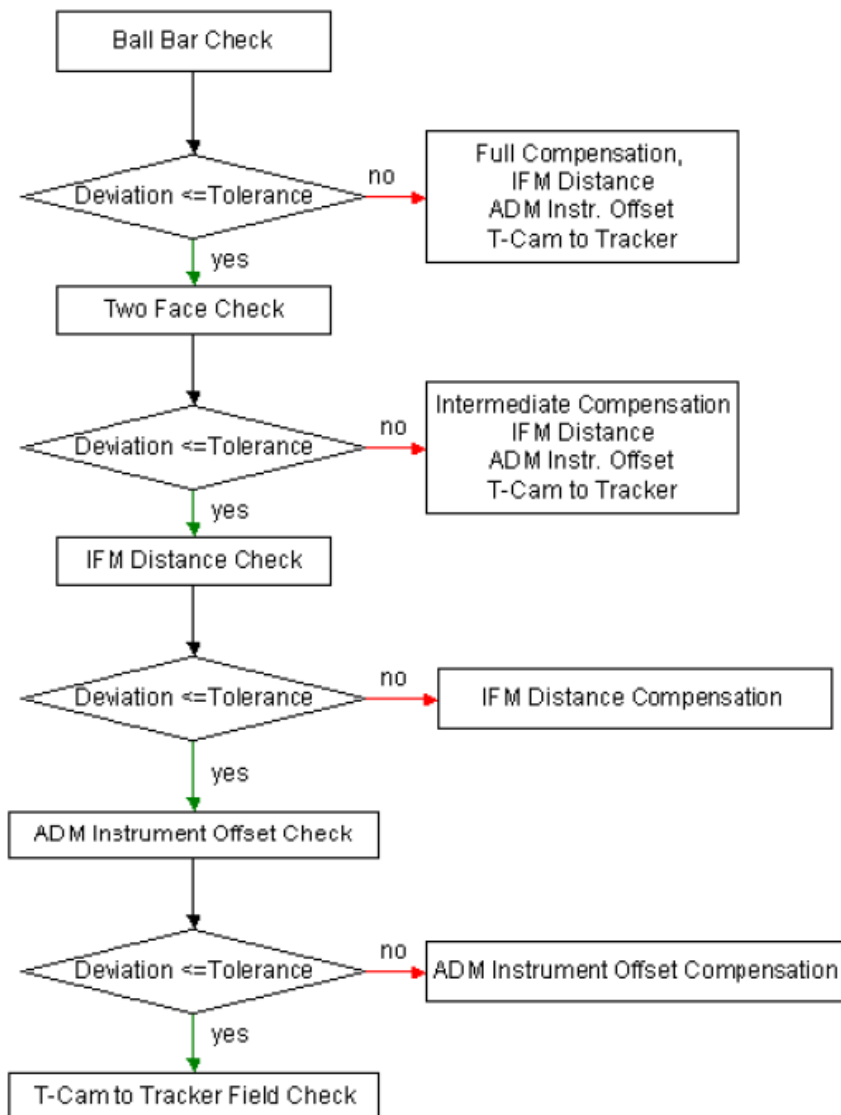 Ball Bar Check
Deviation <=Tolerance
no
Full Compensation,
IFM Distance
ADM Instr. Offset
T-Cam to Tracker
yes
Two Face Check
Deviation <=Tolerance
no
Intermediate Compensation
IFM Distance
ADM Instr. Offset
T-Cam to Tracker
yes
IFM Distance Check
Deviation <=Tolerance
no
IFM Distance Compensation
yes
ADM Instrument Offset Check
Deviation <=Tolerance
no
ADM Instrument Offset Compensation
yes
T-Cam to Tracker Field Check